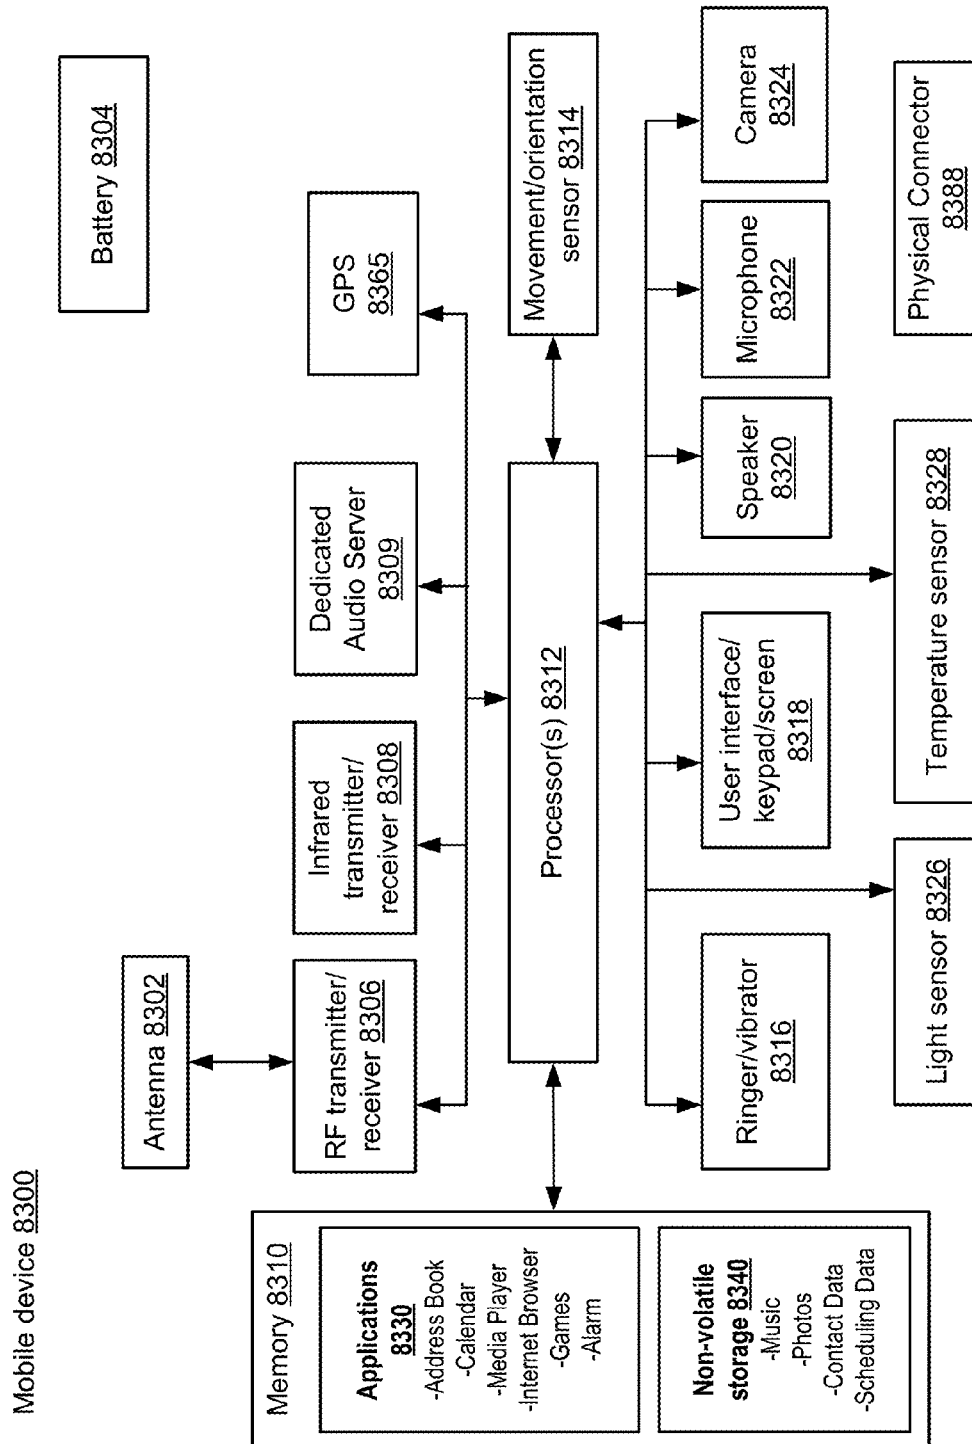 Mobile device 8300
Antenna 8302
Battery 8304
RF transmitter/
receiver 8306
Infrared
transmitter/
receiver 8308
Dedicated
Audio Server
8309
GPS
8365
Memory 8310
Applications
8330
-Address Book
-Calendar
-Media Player
-Internet Browser
-Games
-Alarm
Non-volatile
storage 8340
-Music
-Photos
-Contact Data
-Scheduling Data
Processor(s) 8312
Movement/orientation
sensor 8314
Ringer/vibrator
8316
User interface/
keypad/screen
8318
Speaker
8320
Microphone
8322
Camera
8324
Light sensor 8326
Temperature sensor 8328
Physical Connector
8388